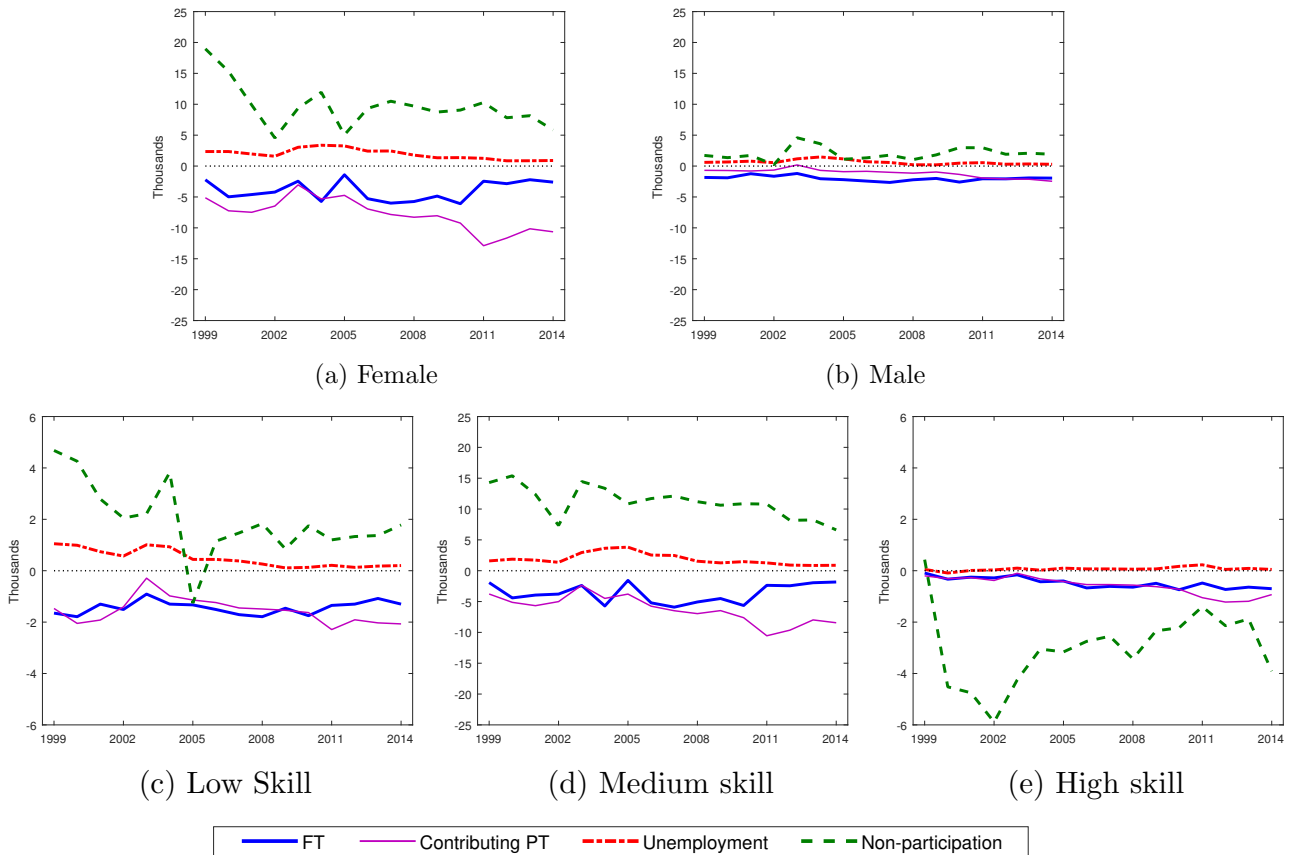 25
20
15
10
5
0
-5
-10
-15
-20
-25
Thousands
1999 2002 2005 2008 2011 2014
(a) Female
25
20
15
10
5
0
-5
-10
-15
-20
-25
Thousands
1999 2002 2005 2008 2011 2014
(b) Male
6
4
2
0
-2
-4
-6
Thousands
1999 2002 2005 2008 2011 2014
(c) Low Skill
25
20
15
10
5
0
-5
-10
-15
-20
-25
Thousands
1999 2002 2005 2008 2011 2014
(d) Medium skill
6
4
2
0
-2
-4
-6
Thousands
1999 2002 2005 2008 2011 2014
(e) High skill
FT Contributing PT Unemployment Non-participation